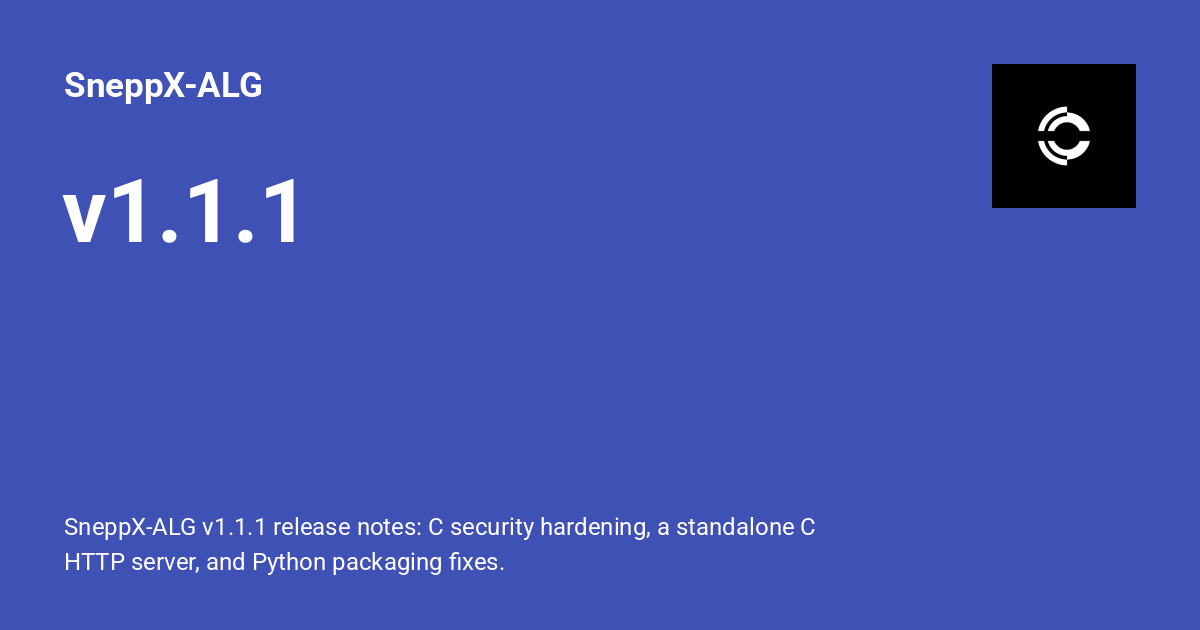 SneppX-ALG
v1.1.1
SneppX-ALG v1.1.1 release notes: C security hardening, a standalone C
HTTP server, and Python packaging fixes.